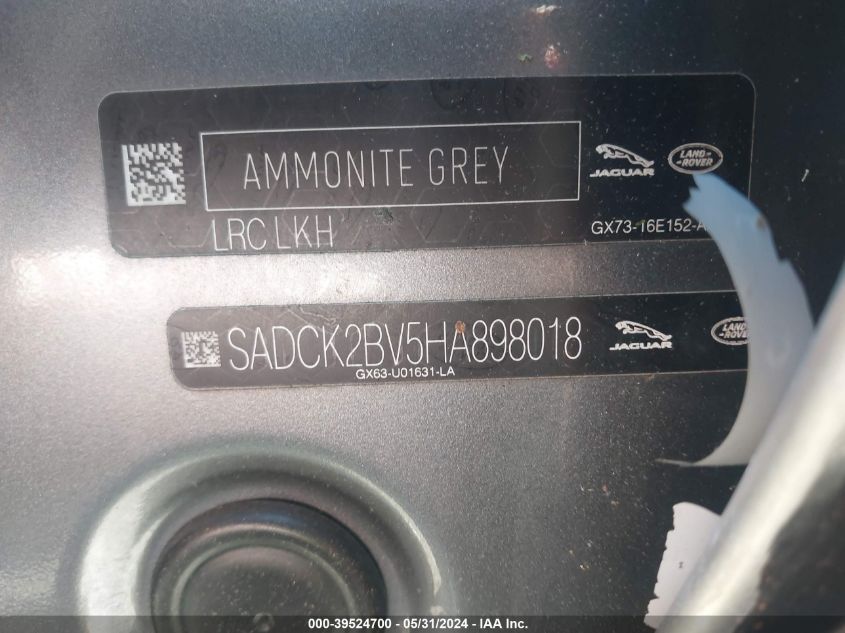 AMMONITE GREY
JAGUAR
LAND-
ROVER
LRC LKH
GX73-16E152-A
SADCK2BV5HA898018
GX63-U01631-LA
JAGUAR
LAND
ROVER
000-39524700 - 05/31/2024 - IAA Inc.